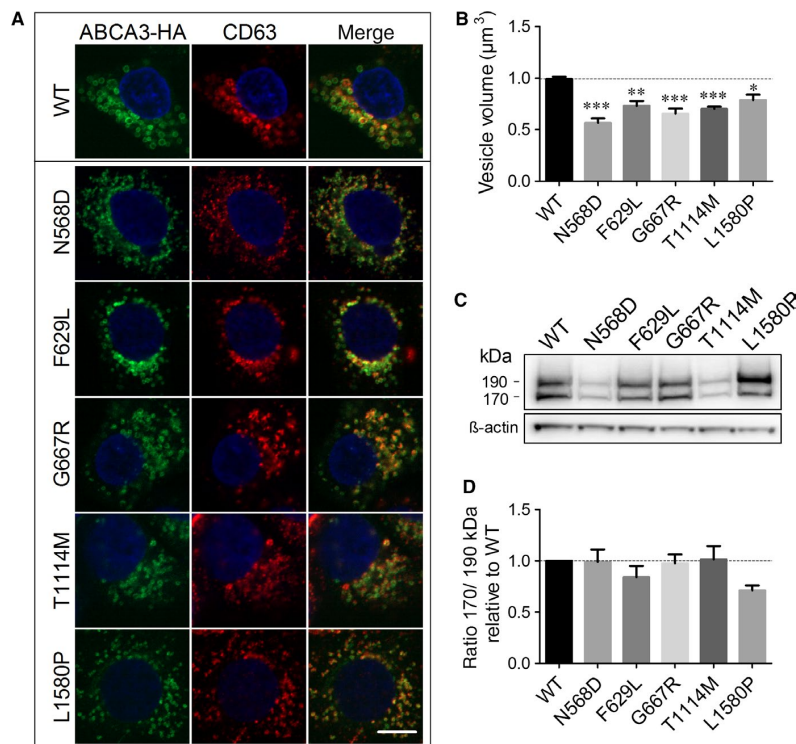 A
ABCA3-HA CD63 Merge
WT
N568D
F629L
G667R
T1114M
L1580P
B
Vesicle volume (µm³)
1.5
1.0
0.5
0.0
*** ** *** *** *
WT N568D F629L G667R T1114M L1580P
C
WT N568D F629L G667R T1114M L1580P
kDa
190 -
170 -
ß-actin
D
Ratio 170/ 190 kDa
relative to WT
1.5
1.0
0.5
0.0
WT N568D F629L G667R T1114M L1580P